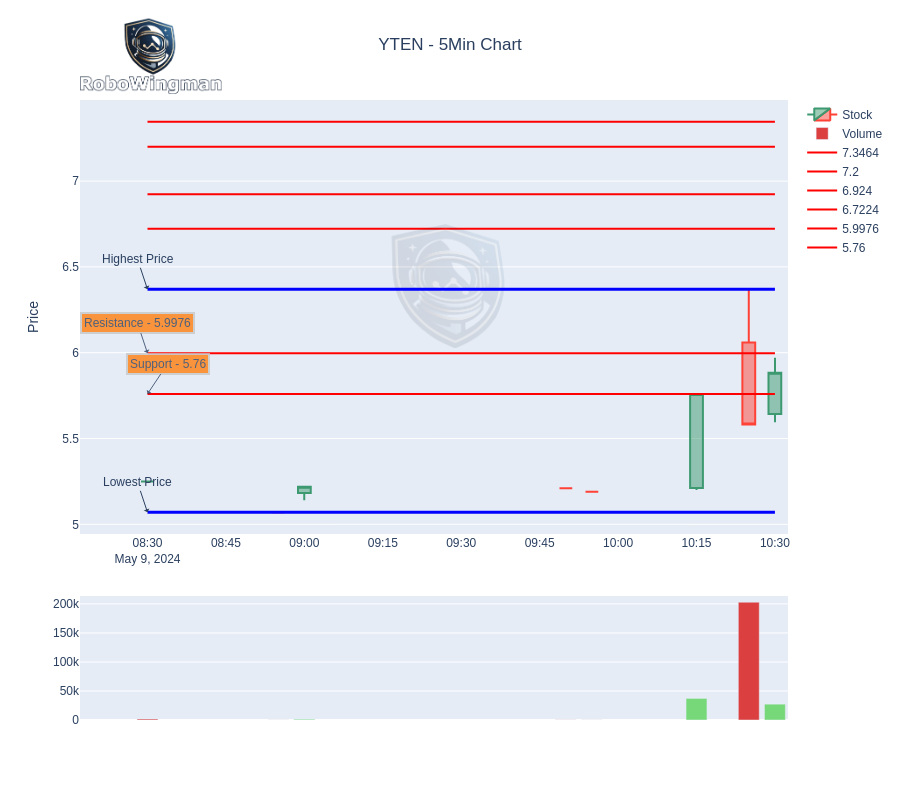 RoboWingman
YTEN - 5Min Chart
Stock
Volume
7.3464
7.2
6.924
6.7224
5.9976
5.76
Price
7
6.5
6
5.5
5
Highest Price
Resistance - 5.9976
Support - 5.76
Lowest Price
08:30 08:45 09:00 09:15 09:30 09:45 10:00 10:15 10:30
May 9, 2024
200k
150k
100k
50k
0